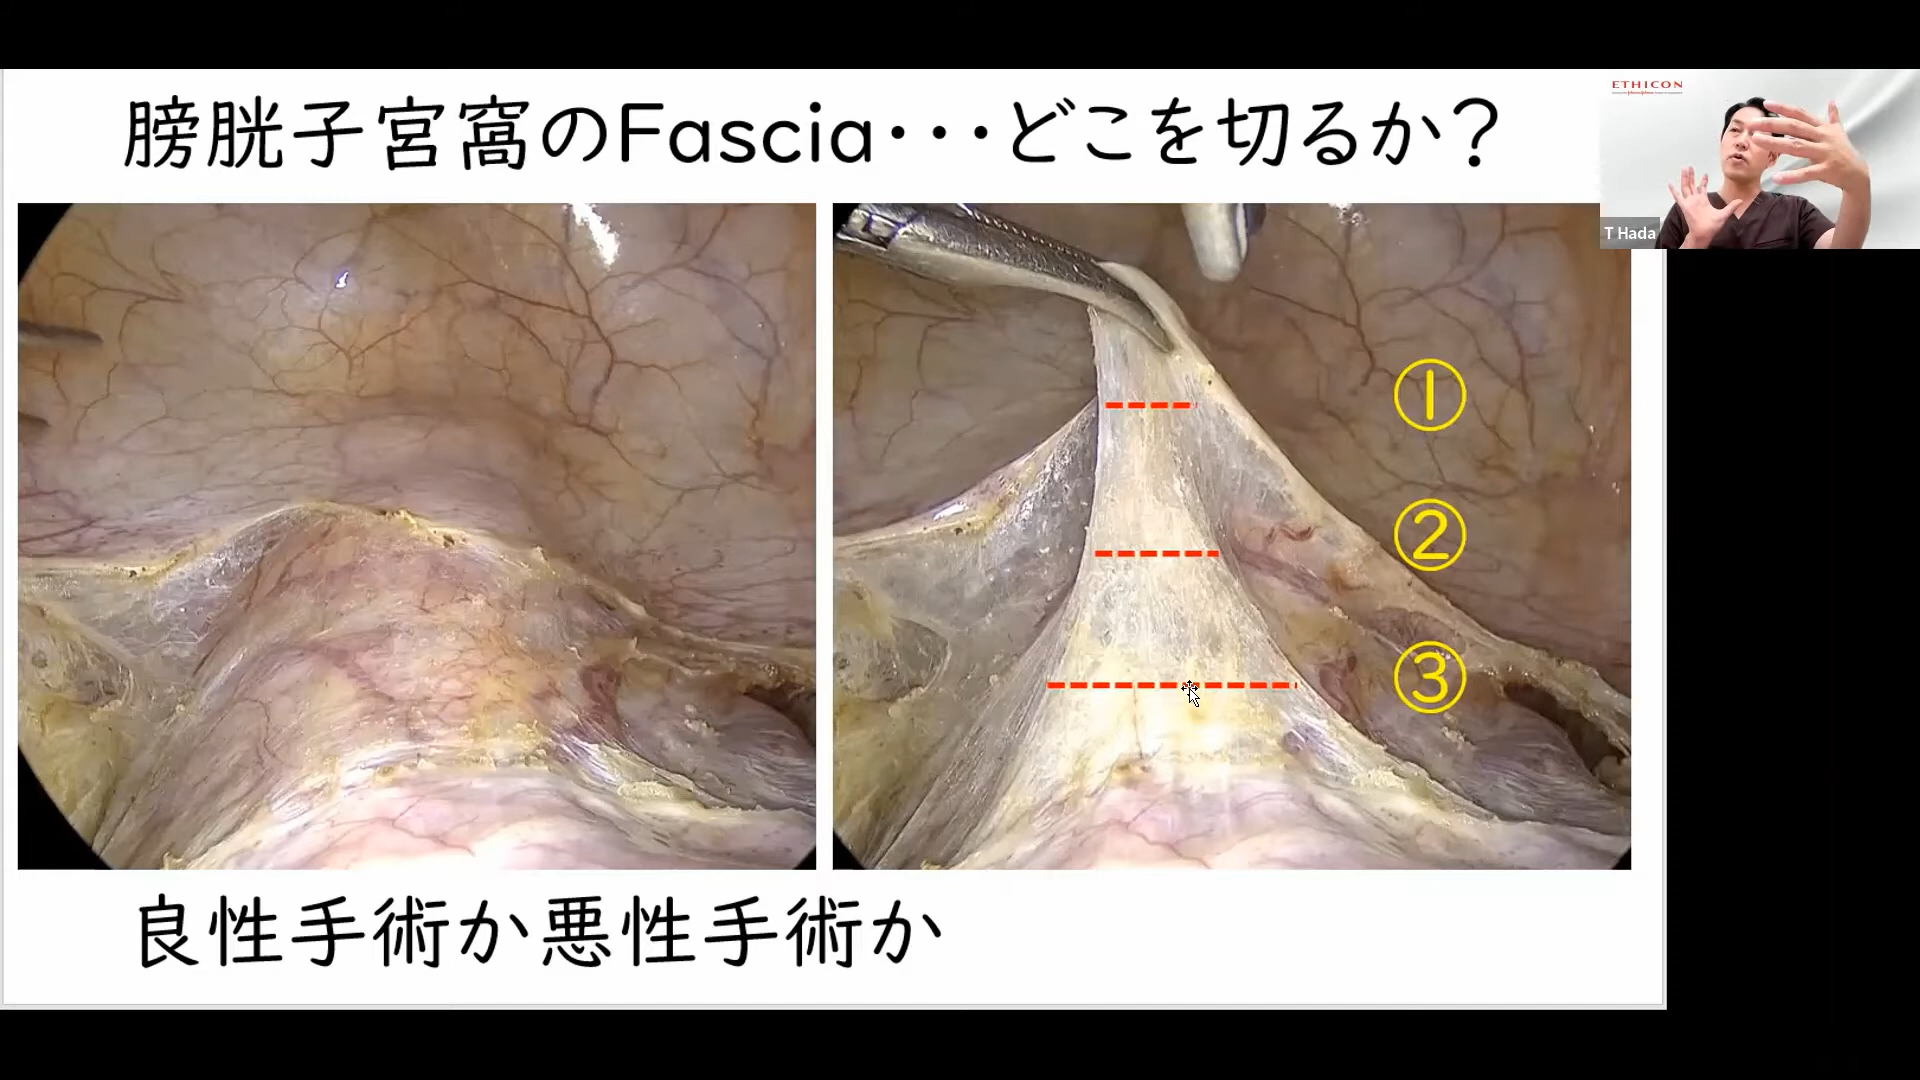 膀胱子宮窩のFascia・・・どこを切るか？
ETHICON
T Hada
①
②
③
良性手術か悪性手術か